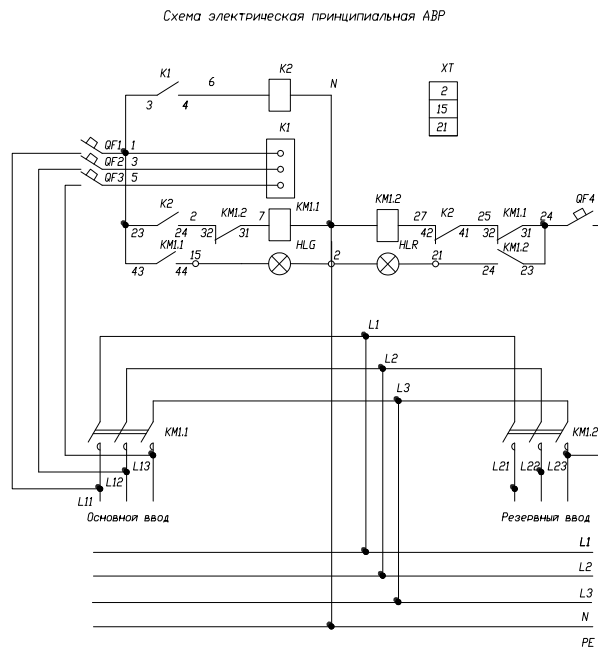 Схема электрическая принципиальная АВР
K1 6 K2 N XT
3 4 2
15
21
QF1 1 K1
QF2 3
QF3 5
K2 2 KM1.2 7 KM1.1 KM1.2 27 K2 25 KM1.1 24 QF4
23 24 32 31 42 41 32 31
KM1.1 15 HLG 2 HLR 21 KM1.2
43 44 24 23
L1
L2
L3
KM1.1 KM1.2
L13 L21 L22 L23
L12
L11
Основной ввод Резервный ввод
L1
L2
L3
N
PE